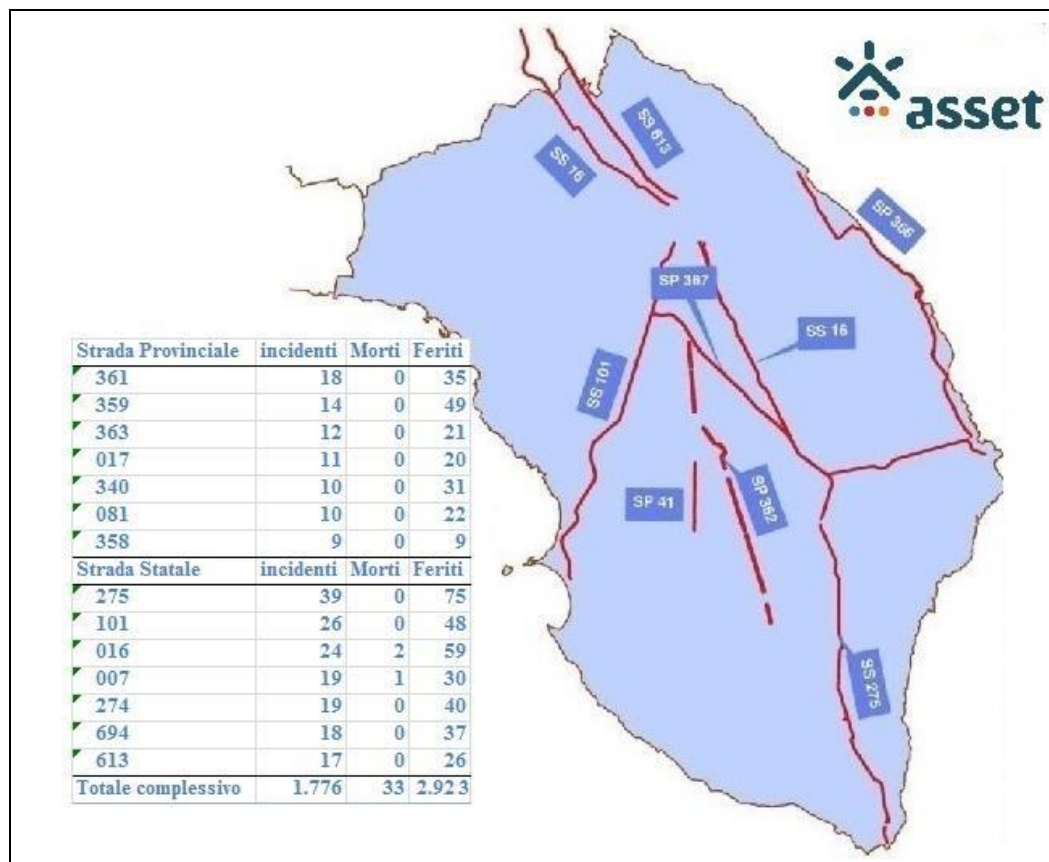 asset
SS 613
SS 16
SP 366
SP 367
SS 16
SS 101
SP 41
SP 362
SS 275
Strada Provinciale incidenti Morti Feriti
361 18 0 35
359 14 0 49
363 12 0 21
017 11 0 20
340 10 0 31
081 10 0 22
358 9 0 9
Strada Statale incidenti Morti Feriti
275 39 0 75
101 26 0 48
016 24 2 59
007 19 1 30
274 19 0 40
694 18 0 37
613 17 0 26
Totale complessivo 1.776 33 2.923